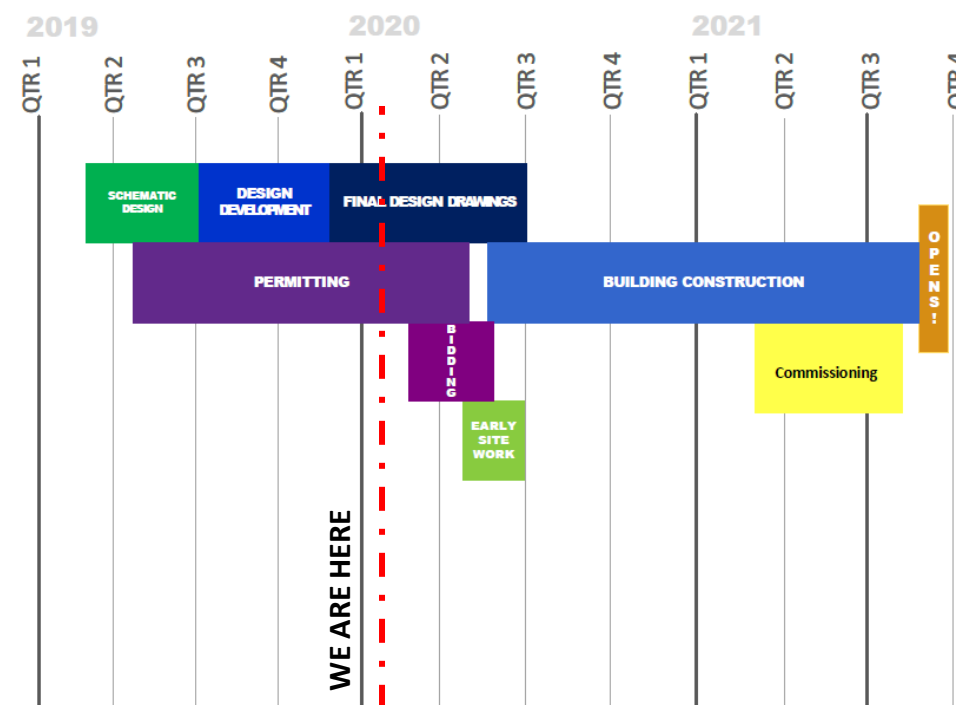 2019
2020
2021
QTR 1
QTR 2
QTR 3
QTR 4
QTR 1
QTR 2
QTR 3
QTR 4
QTR 1
QTR 2
QTR 3
QTR 4
SCHEMATIC
DESIGN
DESIGN
DEVELOPMENT
FINAL DESIGN DRAWINGS
PERMITTING
BUILDING CONSTRUCTION
OPENS!
BIDDING
Commissioning
EARLY
SITE
WORK
WE ARE HERE